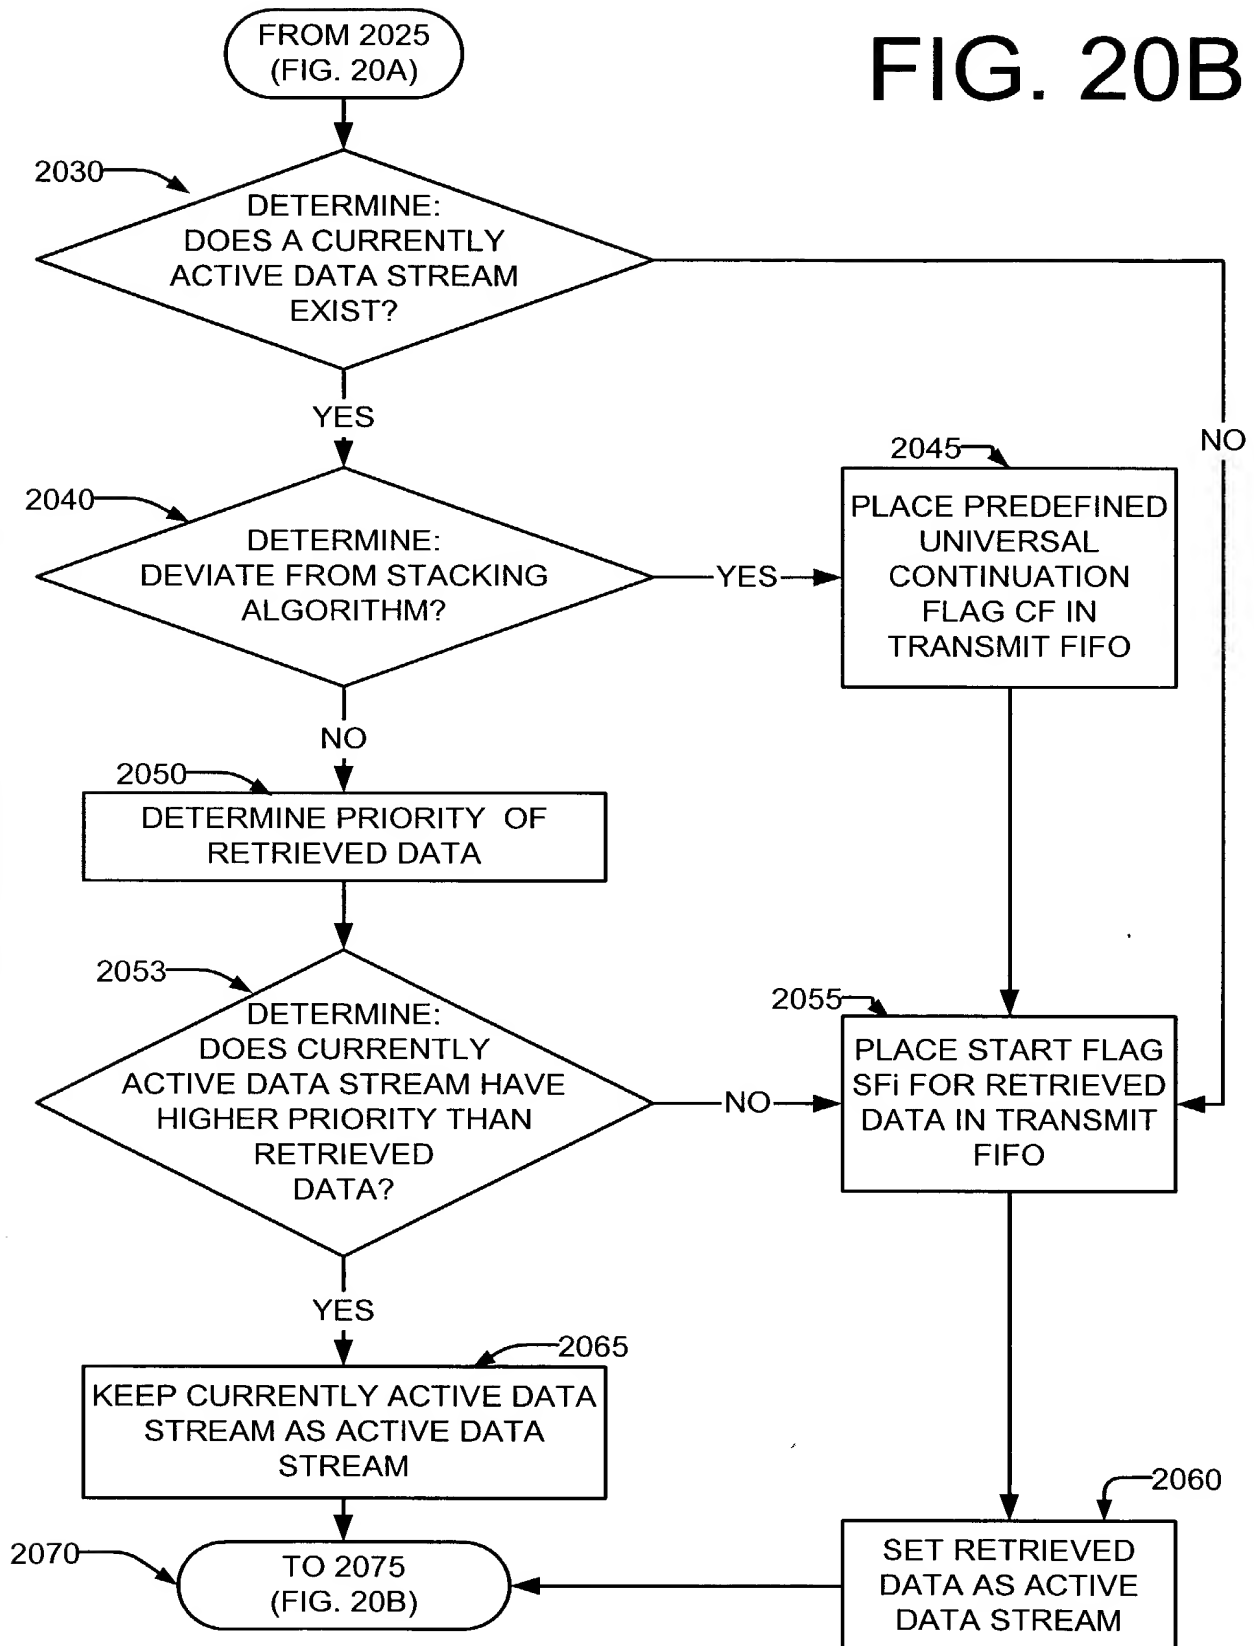 FROM 2025
(FIG. 20A)
FIG. 20B
2030
DETERMINE:
DOES A CURRENTLY
ACTIVE DATA STREAM
EXIST?
YES
NO
2040
DETERMINE:
DEVIATE FROM STACKING
ALGORITHM?
YES
2045
PLACE PREDEFINED
UNIVERSAL
CONTINUATION
FLAG CF IN
TRANSMIT FIFO
NO
2050
DETERMINE PRIORITY OF
RETRIEVED DATA
2053
DETERMINE:
DOES CURRENTLY
ACTIVE DATA STREAM HAVE
HIGHER PRIORITY THAN
RETRIEVED
DATA?
NO
2055
PLACE START FLAG
SFi FOR RETRIEVED
DATA IN TRANSMIT
FIFO
YES
2065
KEEP CURRENTLY ACTIVE DATA
STREAM AS ACTIVE DATA
STREAM
2060
SET RETRIEVED
DATA AS ACTIVE
DATA STREAM
2070
TO 2075
(FIG. 20B)